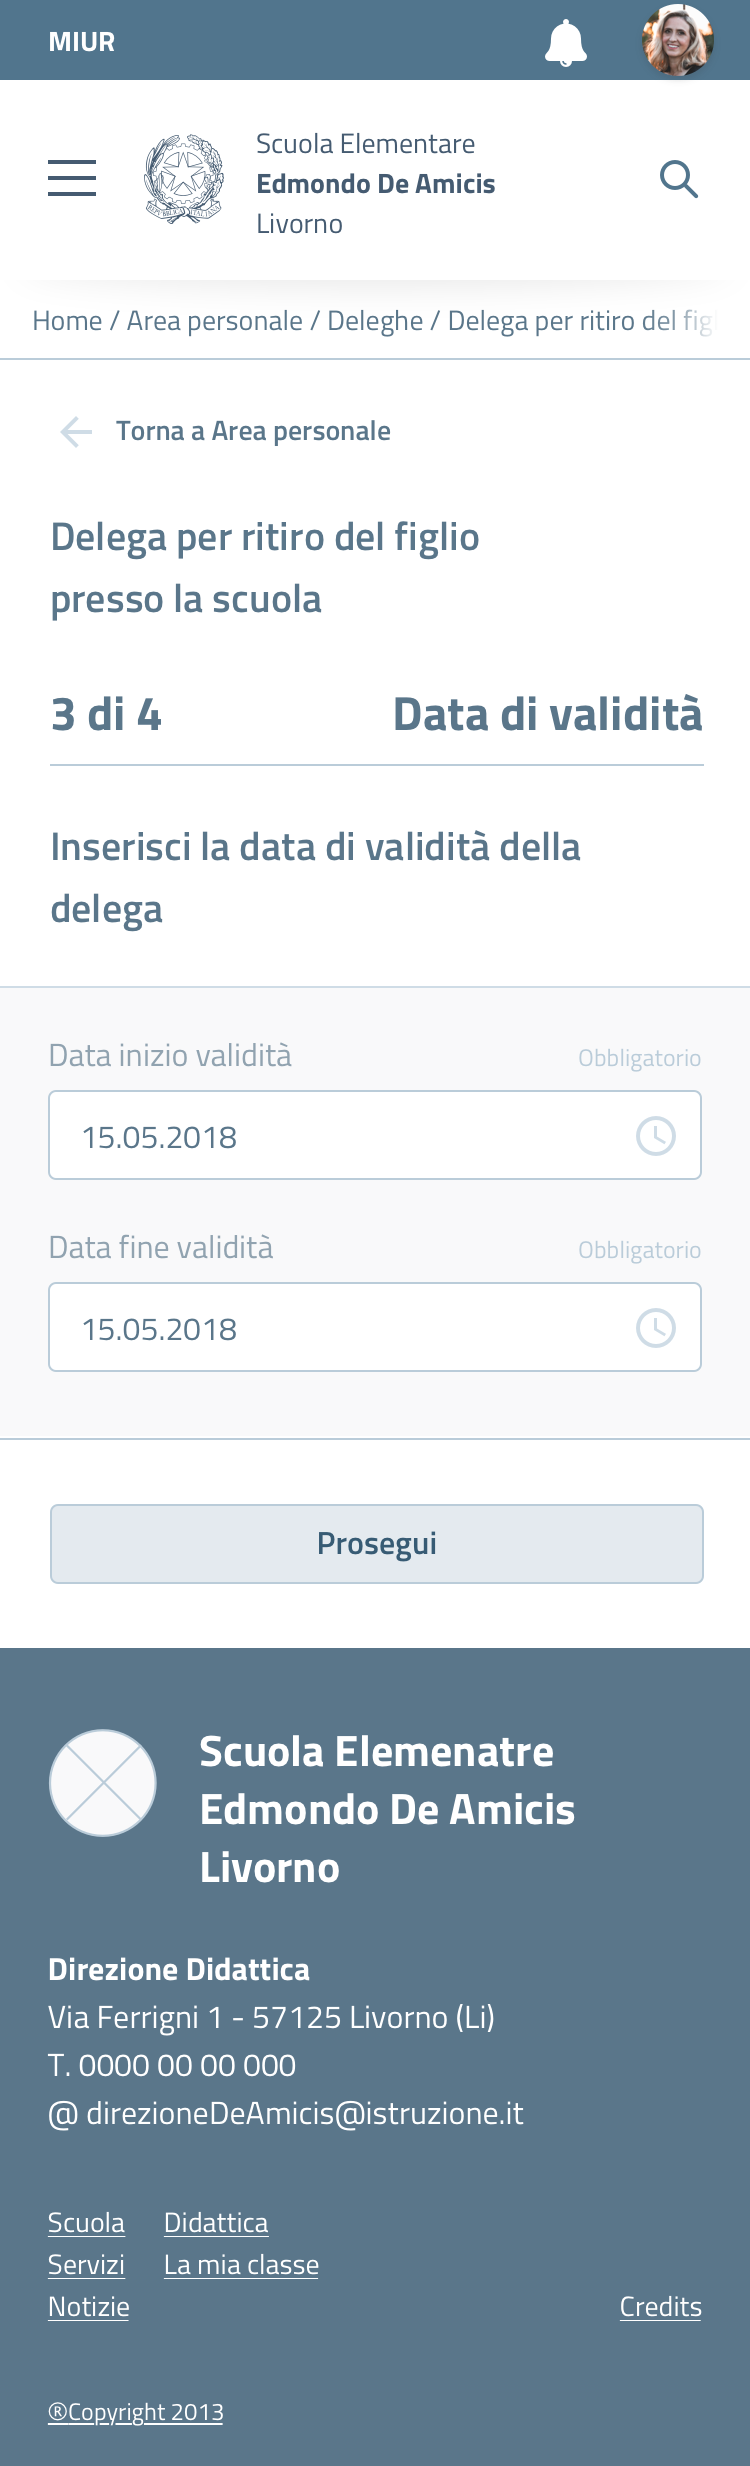 MIUR
Scuola Elementare
Edmondo De Amicis
Livorno
Home / Area personale / Deleghe / Delega per ritiro del figl
Torna a Area personale
Delega per ritiro del figlio
presso la scuola
3 di 4 Data di validità
Inserisci la data di validità della
delega
Data inizio validità Obbligatorio
15.05.2018
Data fine validità Obbligatorio
15.05.2018
Prosegui
Scuola Elemenatre
Edmondo De Amicis
Livorno
Direzione Didattica
Via Ferrigni 1 - 57125 Livorno (Li)
T. 0000 00 00 000
@ direzioneDeAmicis@istruzione.it
Scuola Didattica
Servizi La mia classe
Notizie Credits
®Copyright 2013